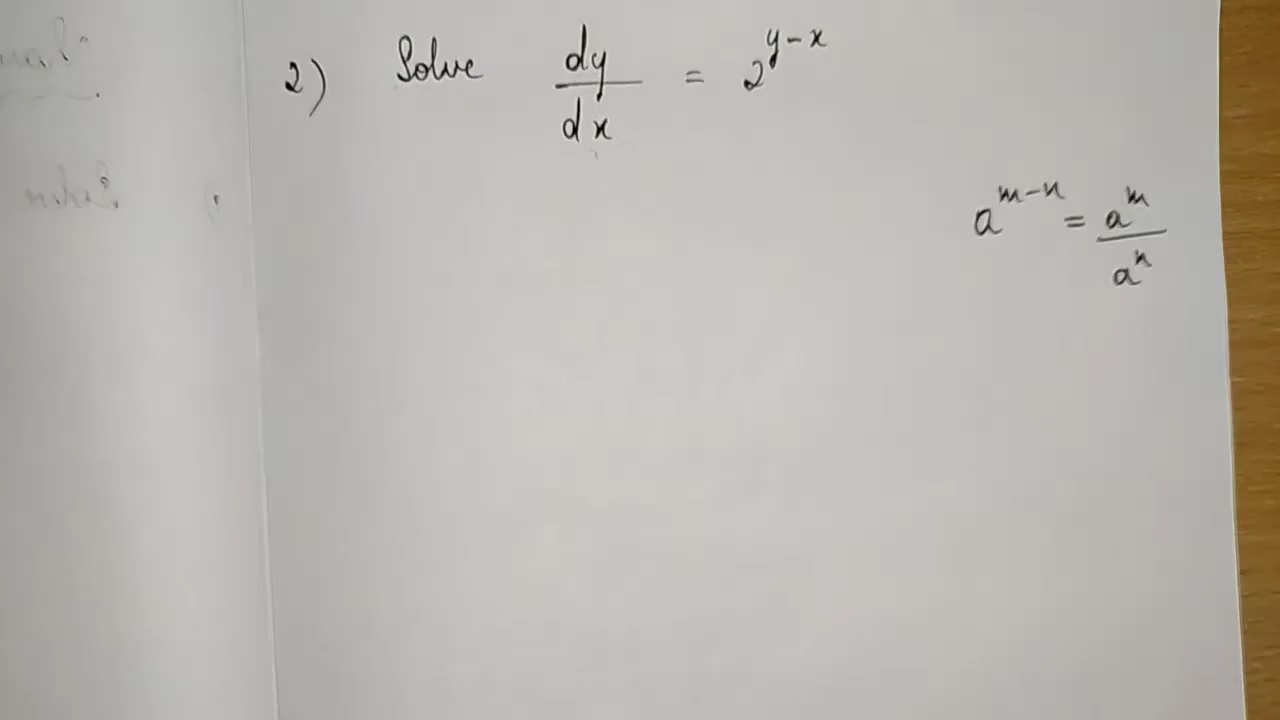 2) Solve dy/dx = 2^{y-x}
a^{m-n} = a^m/a^n